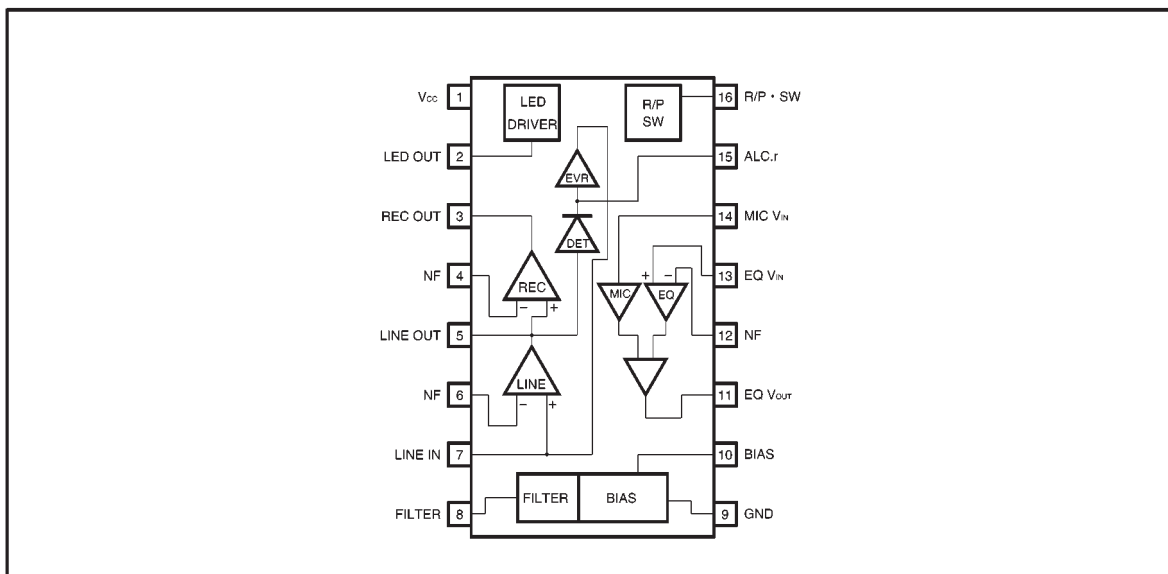 Vcc 1
LED OUT 2
REC OUT 3
NF 4
LINE OUT 5
NF 6
LINE IN 7
FILTER 8
LED
DRIVER
R/P
SW
EVR
DET
REC
− +
LINE
− +
MIC
+ −
EQ
FILTER
BIAS
16 R/P・SW
15 ALC.r
14 MIC VIN
13 EQ VIN
12 NF
11 EQ VOUT
10 BIAS
9 GND